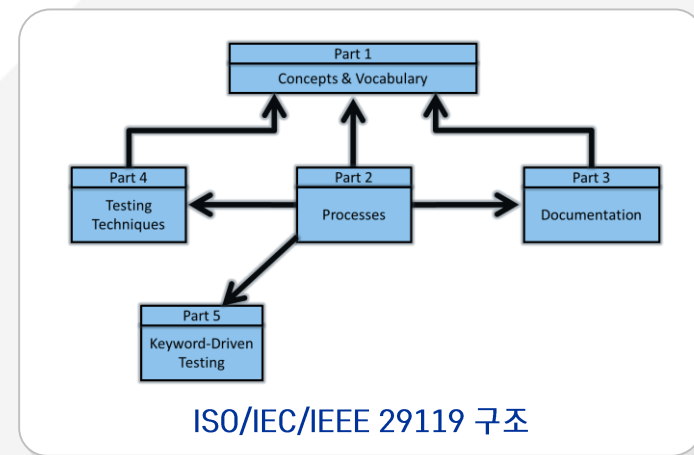 Part 1
Concepts & Vocabulary
Part 4
Testing
Techniques
Part 2
Processes
Part 3
Documentation
Part 5
Keyword-Driven
Testing
ISO/IEC/IEEE 29119 구조